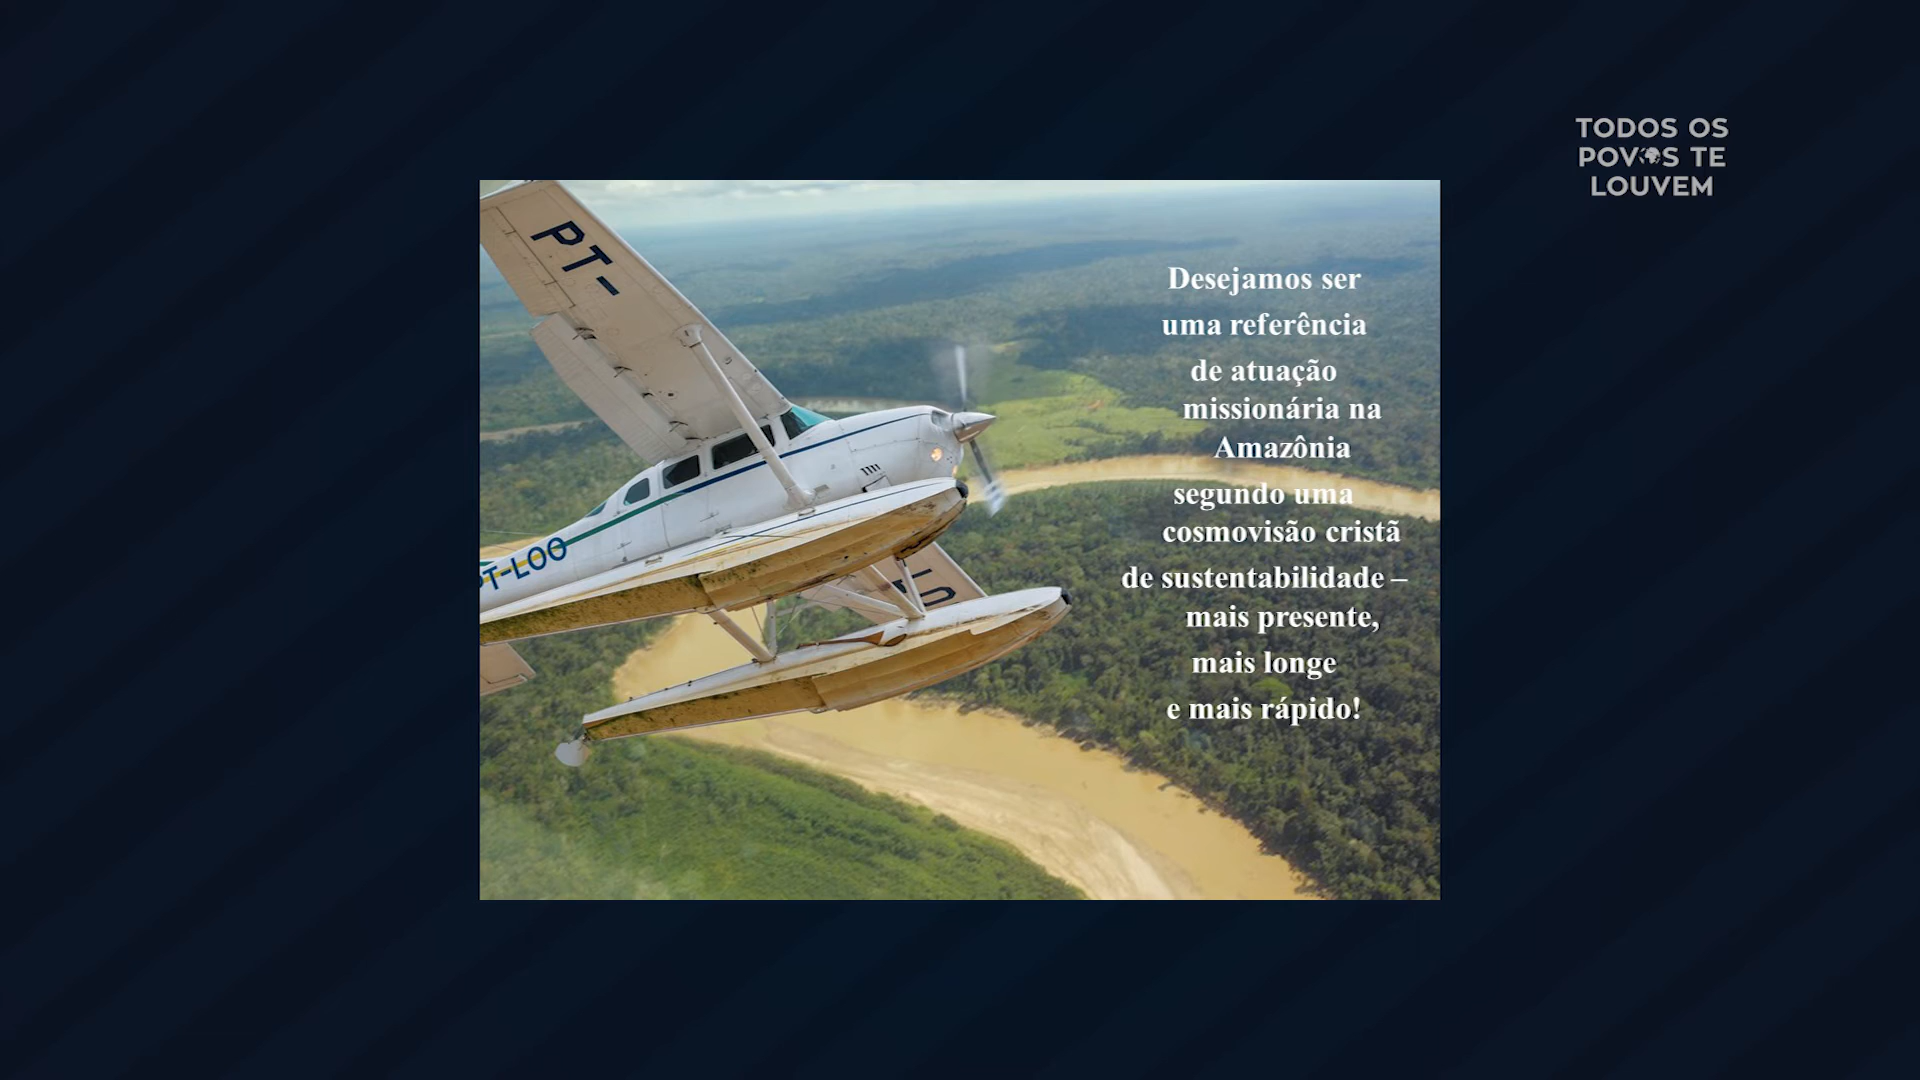 TODOS OS
POVOS TE
LOUVEM
PT-
Desejamos ser
uma referência
de atuação
missionária na
Amazônia
segundo uma
cosmovisão cristã
de sustentabilidade –
mais presente,
mais longe
e mais rápido!
PT-LOO